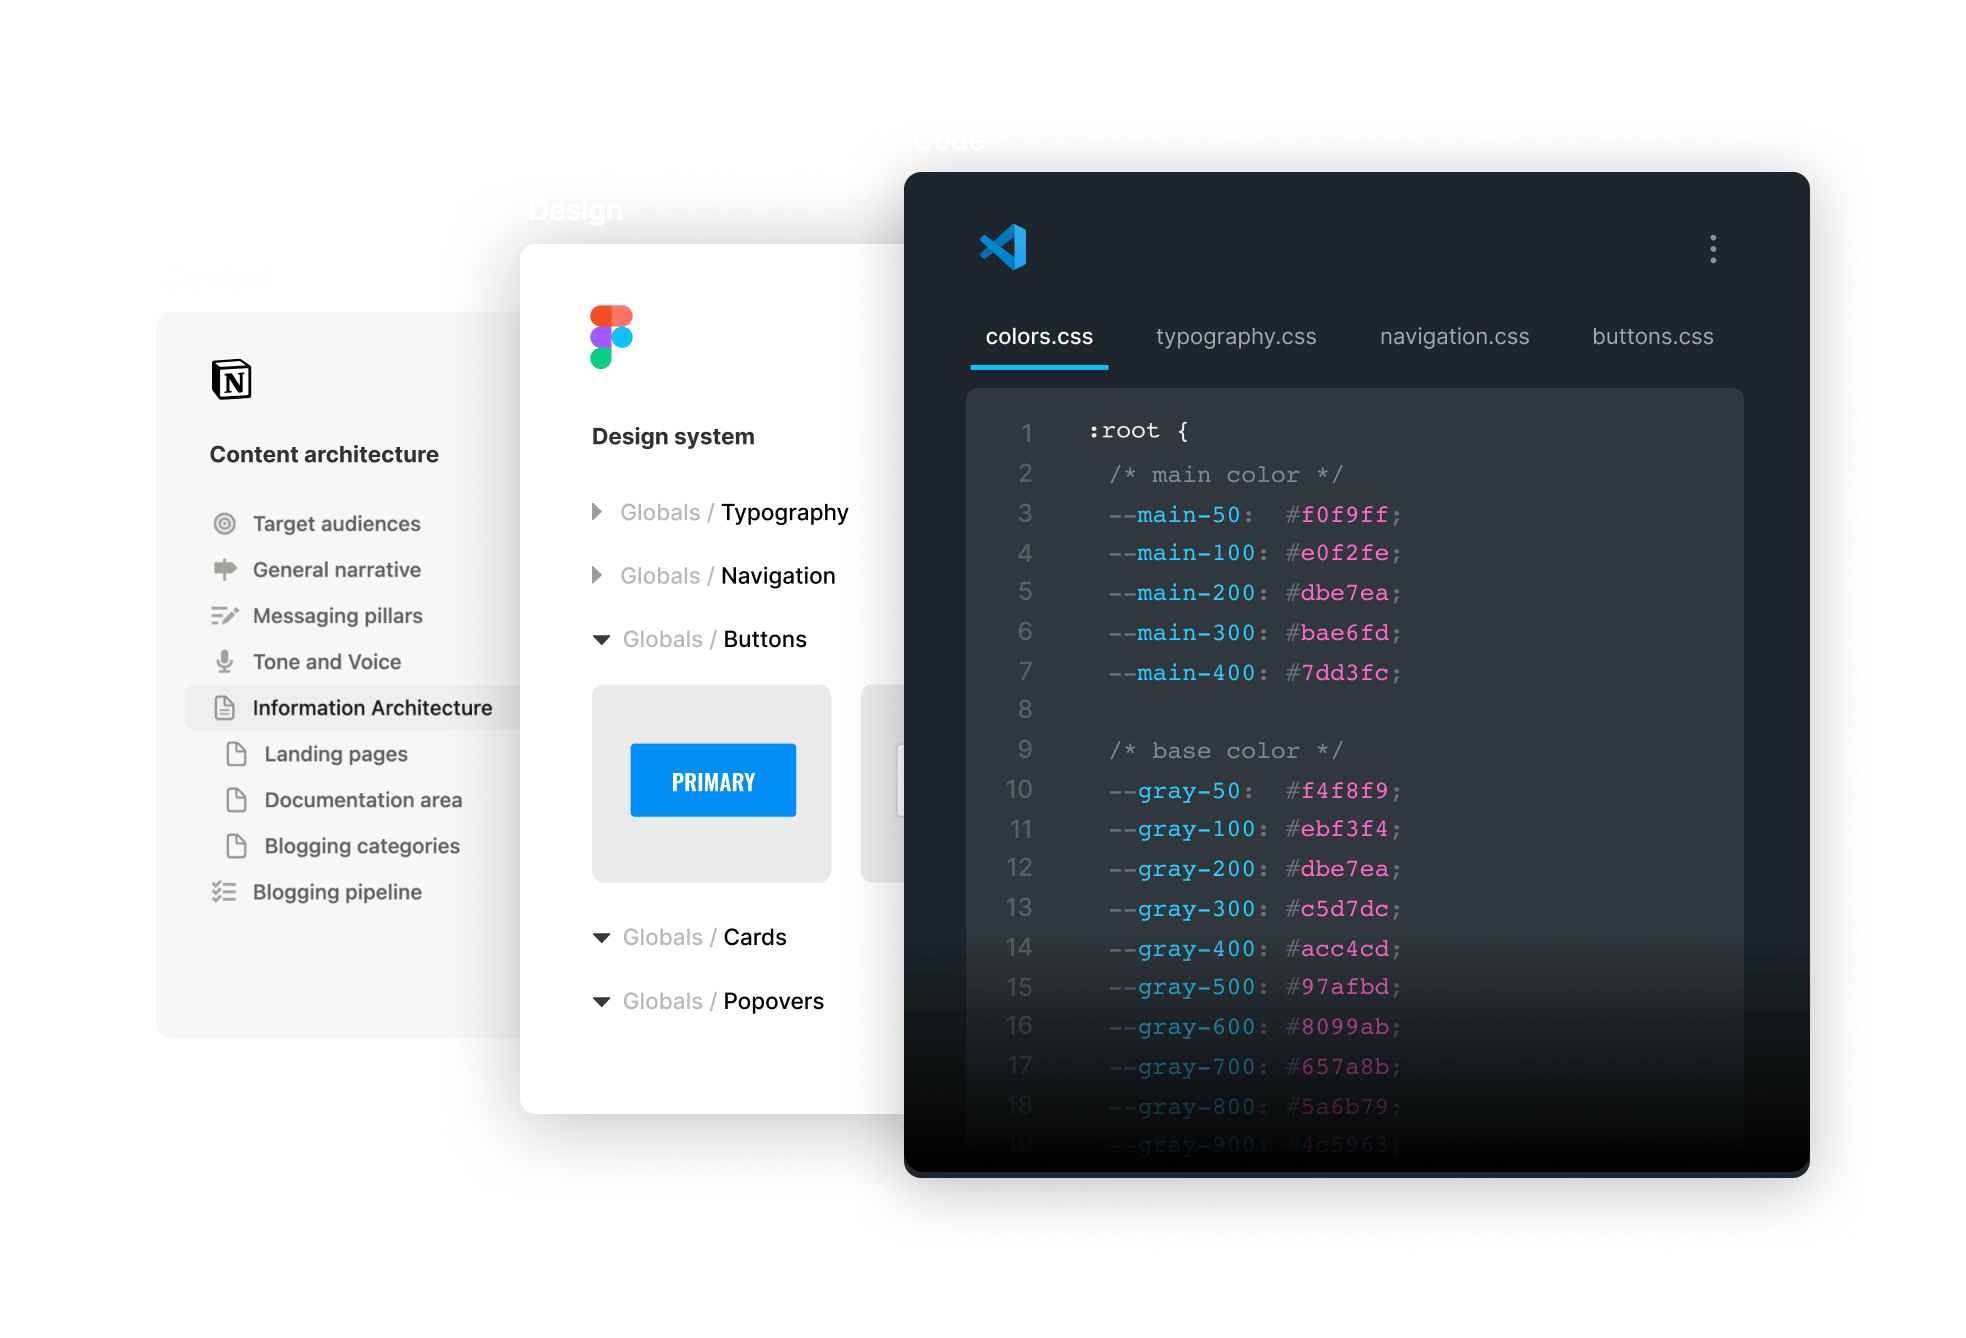 N
Content architecture
Target audiences
General narrative
Messaging pillars
Tone and Voice
Information Architecture
Landing pages
Documentation area
Blogging categories
Blogging pipeline
Design
Design system
Globals / Typography
Globals / Navigation
Globals / Buttons
PRIMARY
Globals / Cards
Globals / Popovers
Code
colors.css typography.css navigation.css buttons.css
1 :root {
2 /* main color */
3 --main-50: #f0f9ff;
4 --main-100: #e0f2fe;
5 --main-200: #dbe7ea;
6 --main-300: #bae6fd;
7 --main-400: #7dd3fc;
8
9 /* base color */
10 --gray-50: #f4f8f9;
11 --gray-100: #ebf3f4;
12 --gray-200: #dbe7ea;
13 --gray-300: #c5d7dc;
14 --gray-400: #acc4cd;
15 --gray-500: #97afbd;
16 --gray-600: #8099ab;
17 --gray-700: #657a8b;
18 --gray-800: #5a6b79;
19 --gray-900: #4c5963;